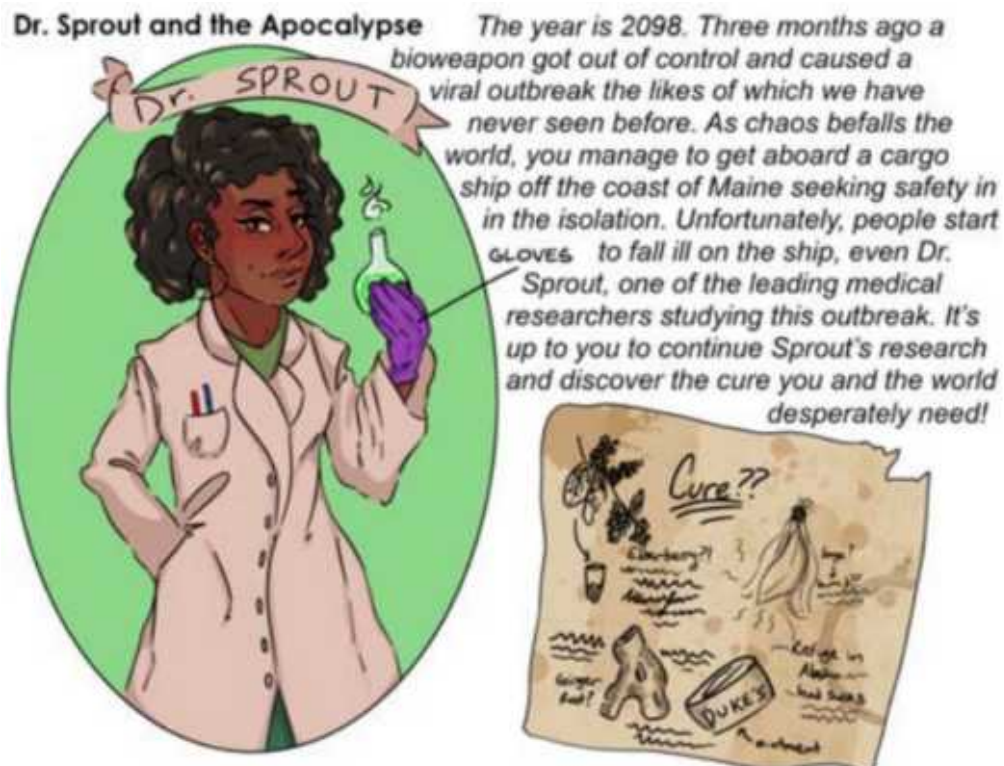 Dr. Sprout and the Apocalypse
The year is 2098. Three months ago a
bioweapon got out of control and caused a
viral outbreak the likes of which we have
never seen before. As chaos befalls the
world, you manage to get aboard a cargo
ship off the coast of Maine seeking safety in
in the isolation. Unfortunately, people start
to fall ill on the ship, even Dr.
Sprout, one of the leading medical
researchers studying this outbreak. It's
up to you to continue Sprout's research
and discover the cure you and the world
desperately need!
Dr. SPROUT
GLOVES
Cure??
Elderberry?!
Ginger
Root?
DUKE'S
Refuge in